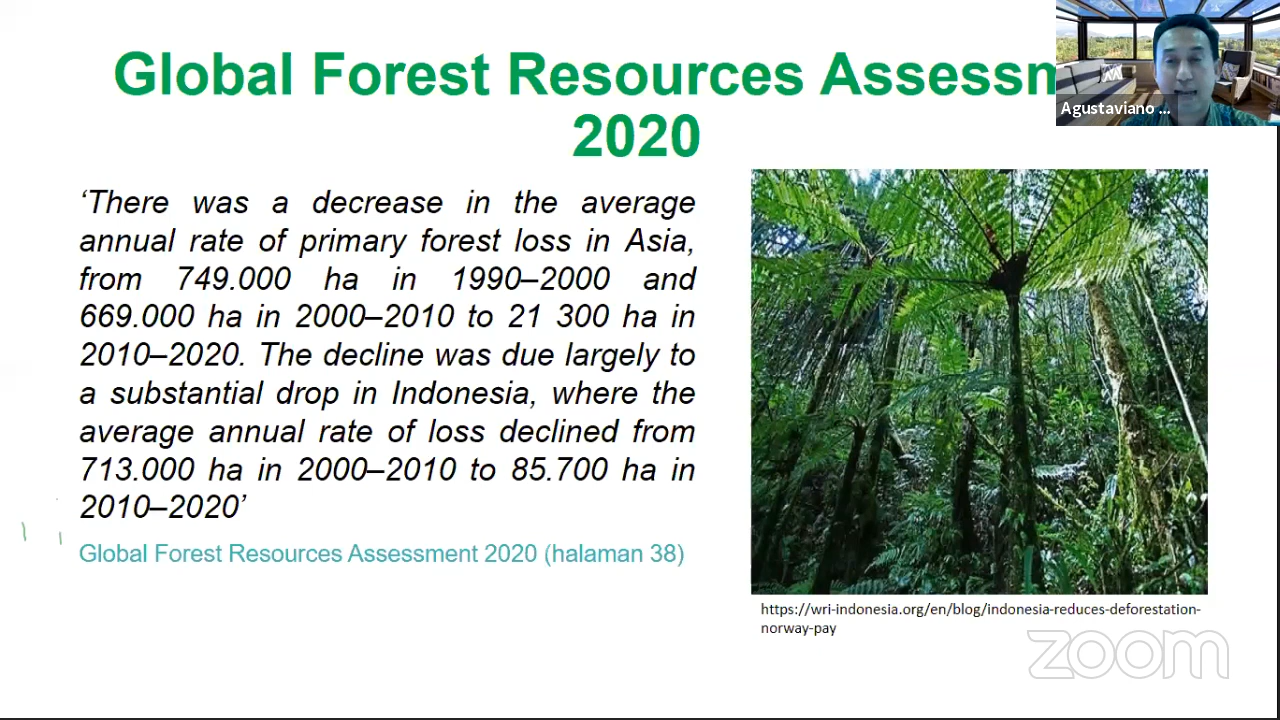 Global Forest Resources Assessm
2020
Agustaviano ...
‘There was a decrease in the average
annual rate of primary forest loss in Asia,
from 749.000 ha in 1990–2000 and
669.000 ha in 2000–2010 to 21 300 ha in
2010–2020. The decline was due largely to
a substantial drop in Indonesia, where the
average annual rate of loss declined from
713.000 ha in 2000–2010 to 85.700 ha in
2010–2020’
Global Forest Resources Assessment 2020 (halaman 38)
https://wri-indonesia.org/en/blog/indonesia-reduces-deforestation-
norway-pay
zoom